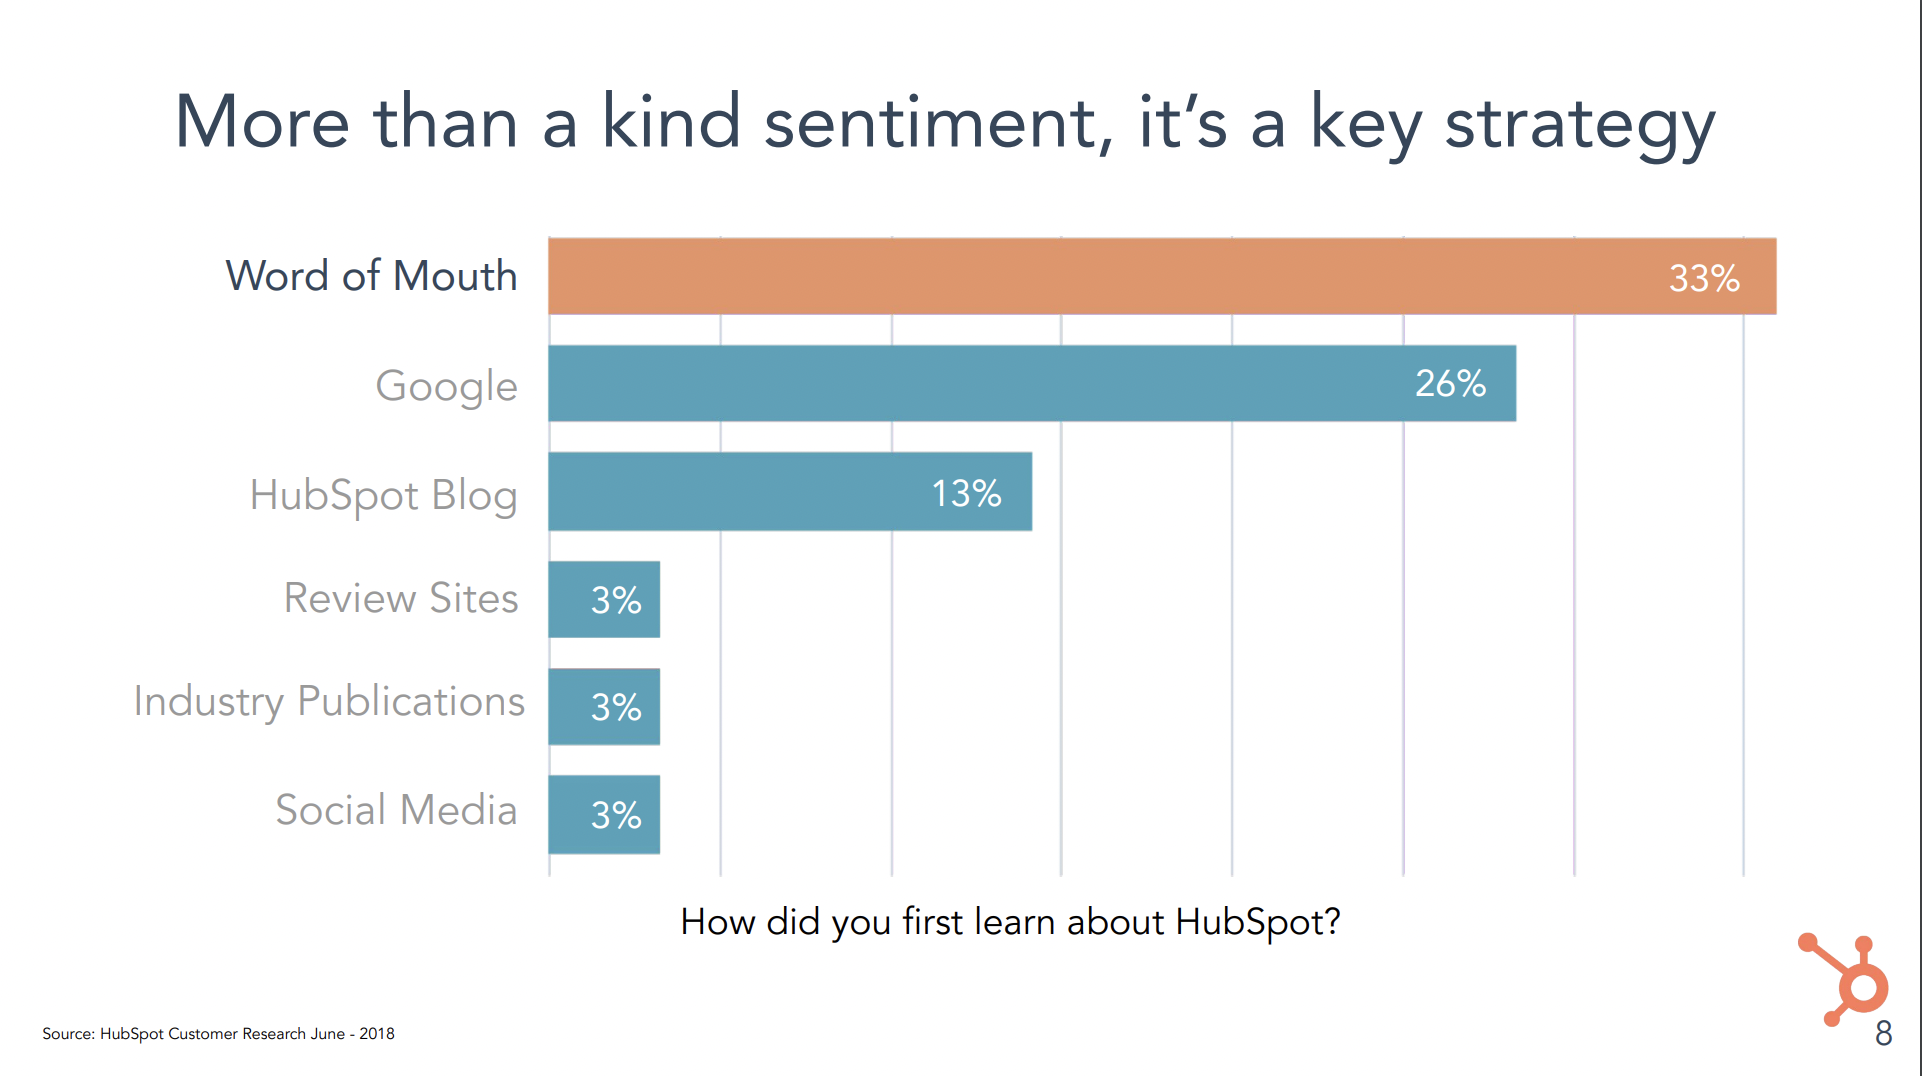 More than a kind sentiment, it's a key strategy
Word of Mouth
33%
Google
26%
HubSpot Blog
13%
Review Sites
3%
Industry Publications
3%
Social Media
3%
How did you first learn about HubSpot?
Source: HubSpot Customer Research June - 2018
8